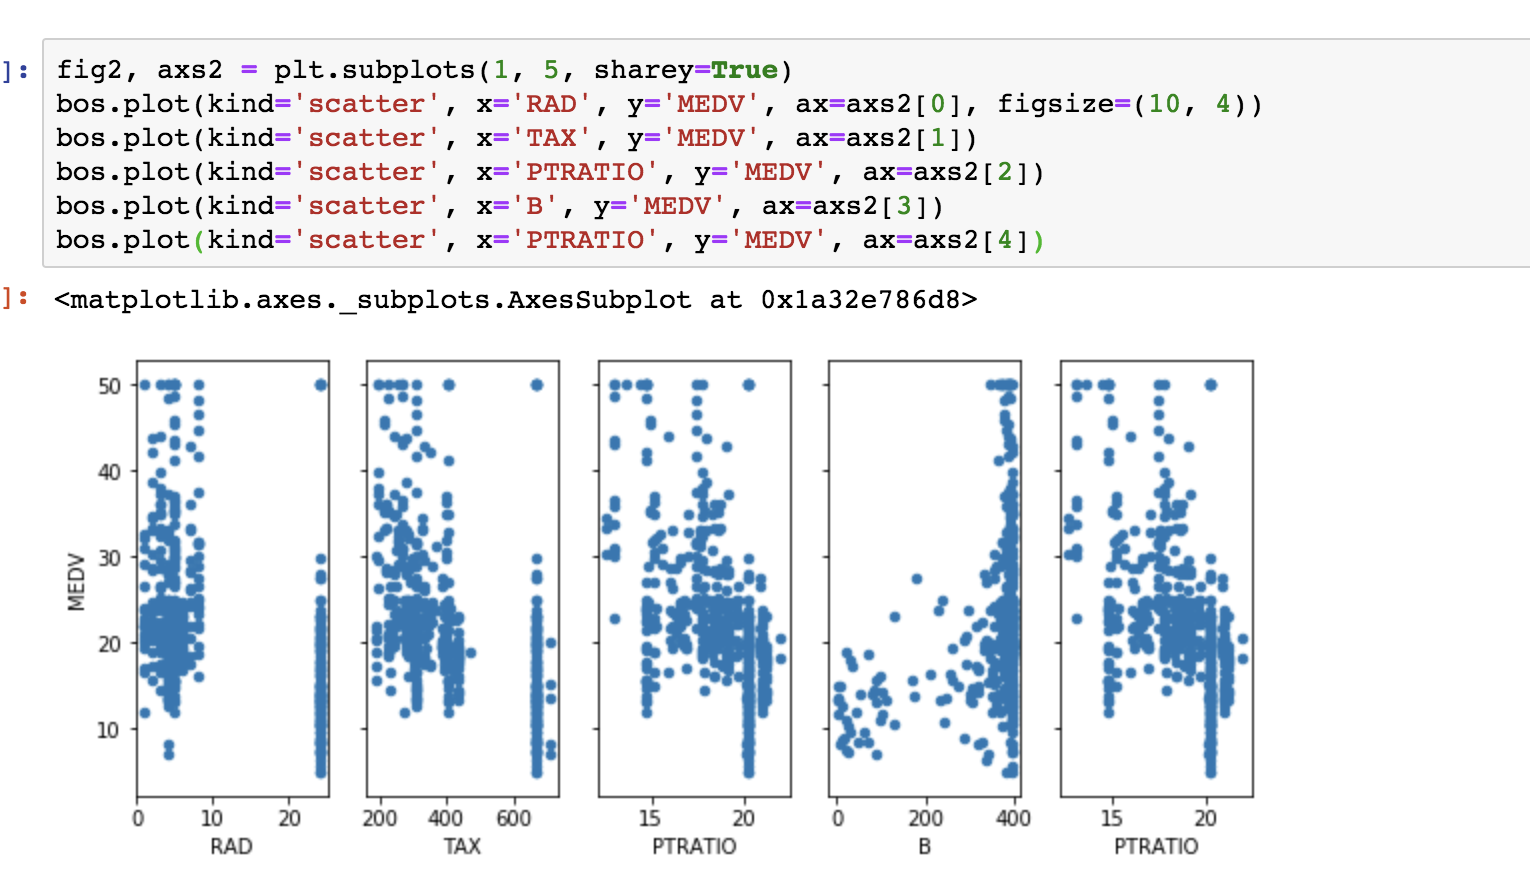 ]: fig2, axs2 = plt.subplots(1, 5, sharey=True)
bos.plot(kind='scatter', x='RAD', y='MEDV', ax=axs2[0], figsize=(10, 4))
bos.plot(kind='scatter', x='TAX', y='MEDV', ax=axs2[1])
bos.plot(kind='scatter', x='PTRATIO', y='MEDV', ax=axs2[2])
bos.plot(kind='scatter', x='B', y='MEDV', ax=axs2[3])
bos.plot(kind='scatter', x='PTRATIO', y='MEDV', ax=axs2[4])
]: <matplotlib.axes._subplots.AxesSubplot at 0x1a32e786d8>
50
40
30
20
10
MEDV
0 10 20 200 400 600 15 20 0 200 400 15 20
RAD TAX PTRATIO B PTRATIO